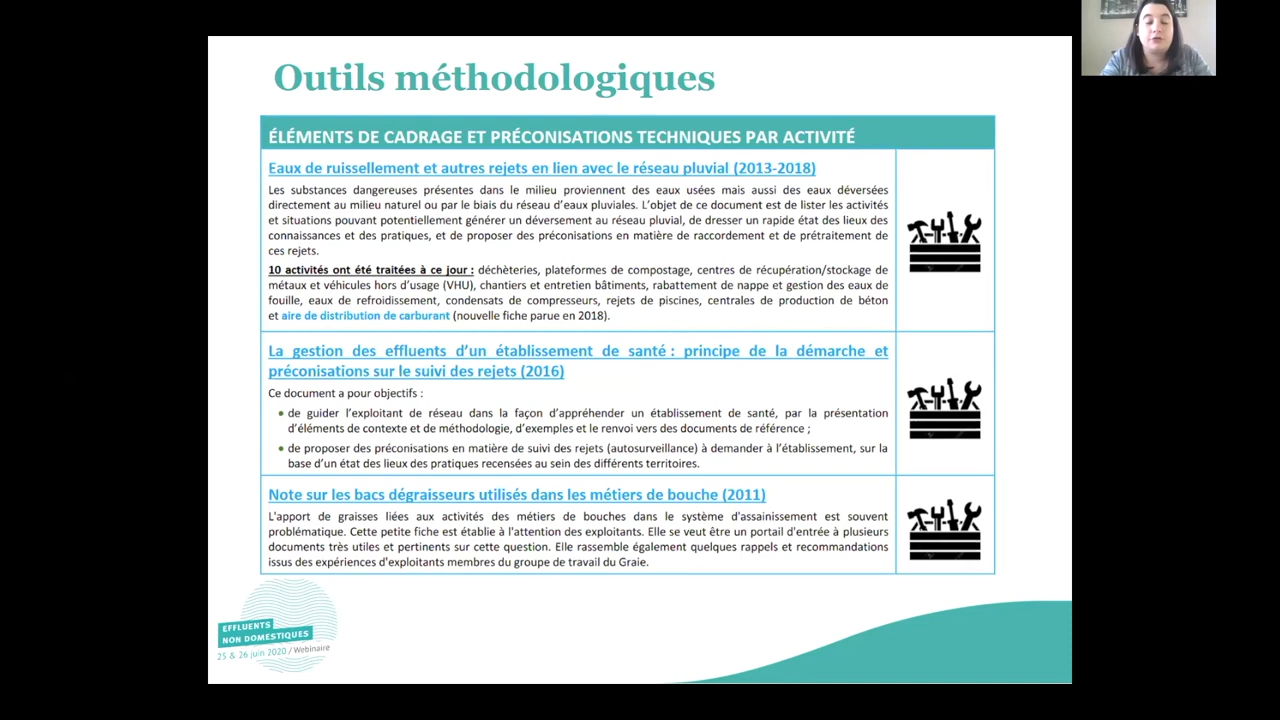 Outils méthodologiques
ÉLÉMENTS DE CADRAGE ET PRÉCONISATIONS TECHNIQUES PAR ACTIVITÉ
Eaux de ruissellement et autres rejets en lien avec le réseau pluvial (2013-2018)
Les substances dangereuses présentes dans le milieu proviennent des eaux usées mais aussi des eaux déversées
directement au milieu naturel ou par le biais du réseau d'eaux pluviales. L'objet de ce document est de lister les activités
et situations pouvant potentiellement générer un déversement au réseau pluvial, de dresser un rapide état des lieux des
connaissances et des pratiques, et de proposer des préconisations en matière de raccordement et de prétraitement de
ces rejets.
10 activités ont été traitées à ce jour : déchèteries, plateformes de compostage, centres de récupération/stockage de
métaux et véhicules hors d'usage (VHU), chantiers et entretien bâtiments, rabattement de nappe et gestion des eaux de
fouille, eaux de refroidissement, condensats de compresseurs, rejets de piscines, centrales de production de béton
et aire de distribution de carburant (nouvelle fiche parue en 2018).
La gestion des effluents d'un établissement de santé : principe de la démarche et
préconisations sur le suivi des rejets (2016)
Ce document a pour objectifs :
• de guider l'exploitant de réseau dans la façon d'appréhender un établissement de santé, par la présentation
d'éléments de contexte et de méthodologie, d'exemples et le renvoi vers des documents de référence ;
• de proposer des préconisations en matière de suivi des rejets (autosurveillance) à demander à l'établissement, sur la
base d'un état des lieux des pratiques recensées au sein des différents territoires.
Note sur les bacs dégraisseurs utilisés dans les métiers de bouche (2011)
L'apport de graisses liées aux activités des métiers de bouches dans le système d'assainissement est souvent
problématique. Cette petite fiche est établie à l'attention des exploitants. Elle se veut être un portail d'entrée à plusieurs
documents très utiles et pertinents sur cette question. Elle rassemble également quelques rappels et recommandations
issus des expériences d'exploitants membres du groupe de travail du Graie.
EFFLUENTS
NON DOMESTIQUES
25 & 26 juin 2020 / Webinaire